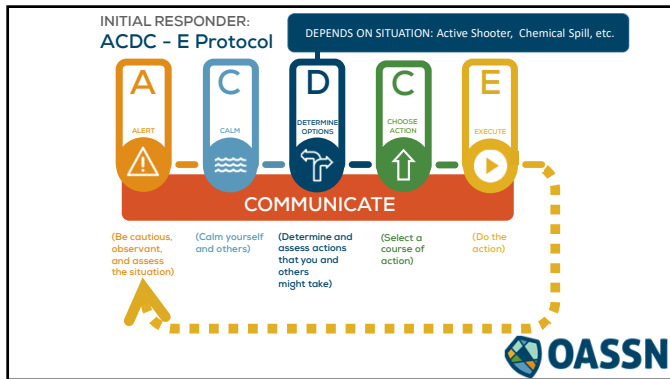 INITIAL RESPONDER:
ACDC - E Protocol
DEPENDS ON SITUATION: Active Shooter, Chemical Spill, etc.
A
ALERT
C
CALM
D
DETERMINE
OPTIONS
C
CHOOSE
ACTION
E
EXECUTE
COMMUNICATE
(Be cautious,
observant,
and assess
the situation)
(Calm yourself
and others)
(Determine and
assess actions
that you and
others
might take)
(Select a
course of
action)
(Do the
action)
OASSN